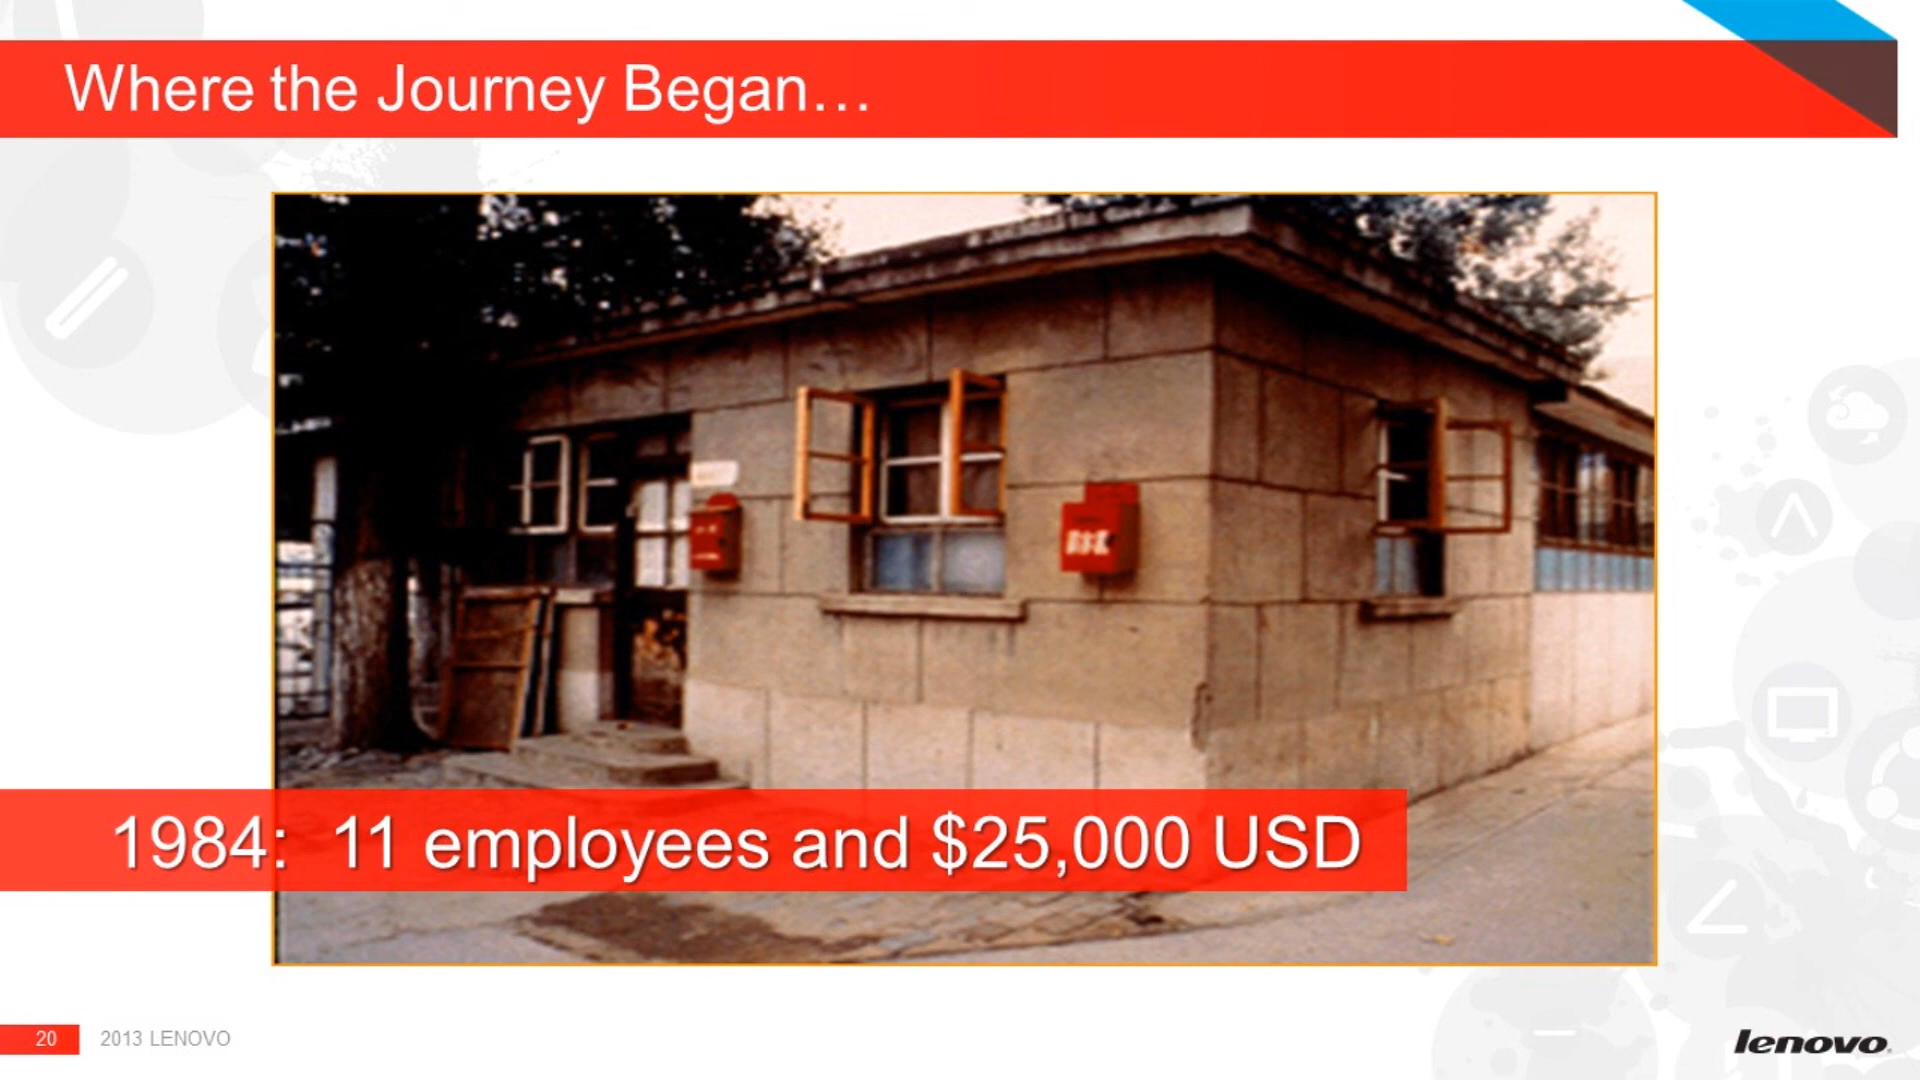 Where the Journey Began…
1984: 11 employees and $25,000 USD
20
2013 LENOVO
lenovo